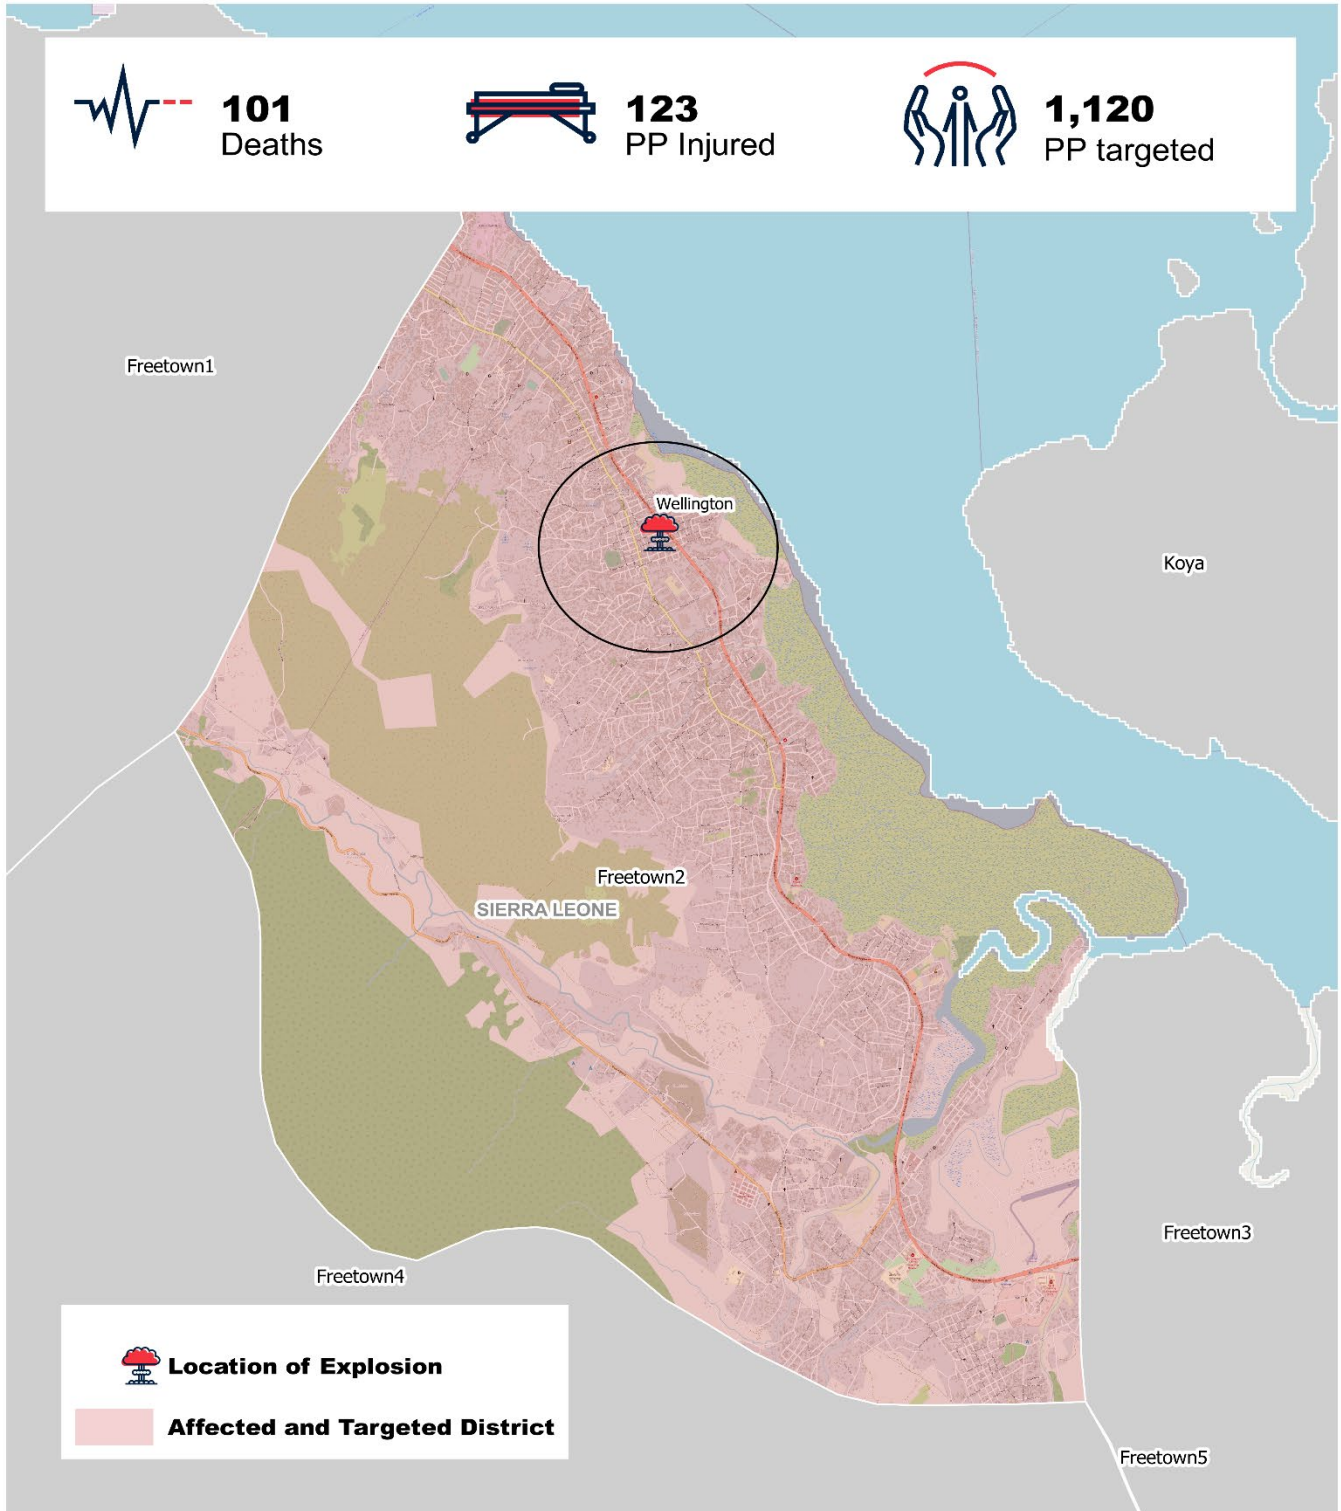 101
Deaths
123
PP Injured
1,120
PP targeted
Freetown1
Wellington
Koya
Freetown2
SIERRA LEONE
Freetown3
Freetown4
Location of Explosion
Affected and Targeted District
Freetown5